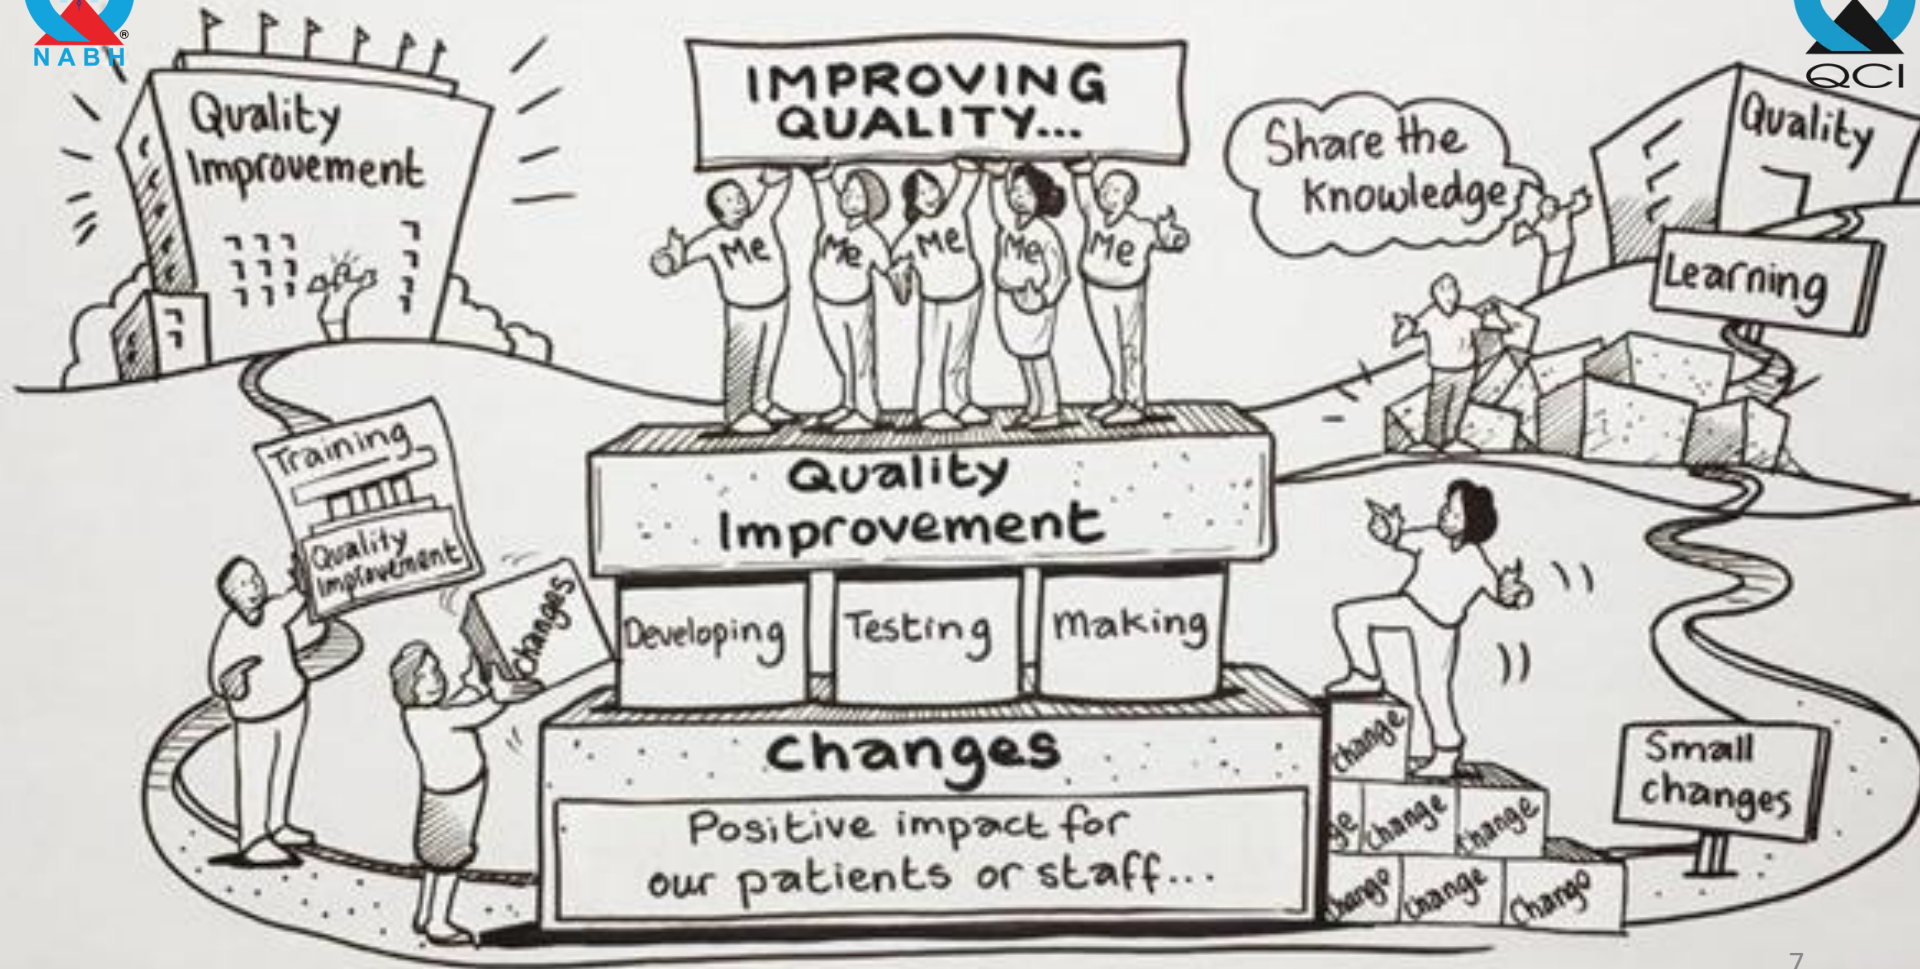 NABH
QCI
Quality
Improvement
IMPROVING
QUALITY...
Share the
knowledge
Quality
Learning
Me
Me
Me
Me
Me
Training
Quality
Improvement
Changes
Quality
Improvement
Developing
Testing
Making
Changes
Positive impact for
our patients or staff...
Change
ge
Change
Change
Change
Change
Change
Small
changes
7